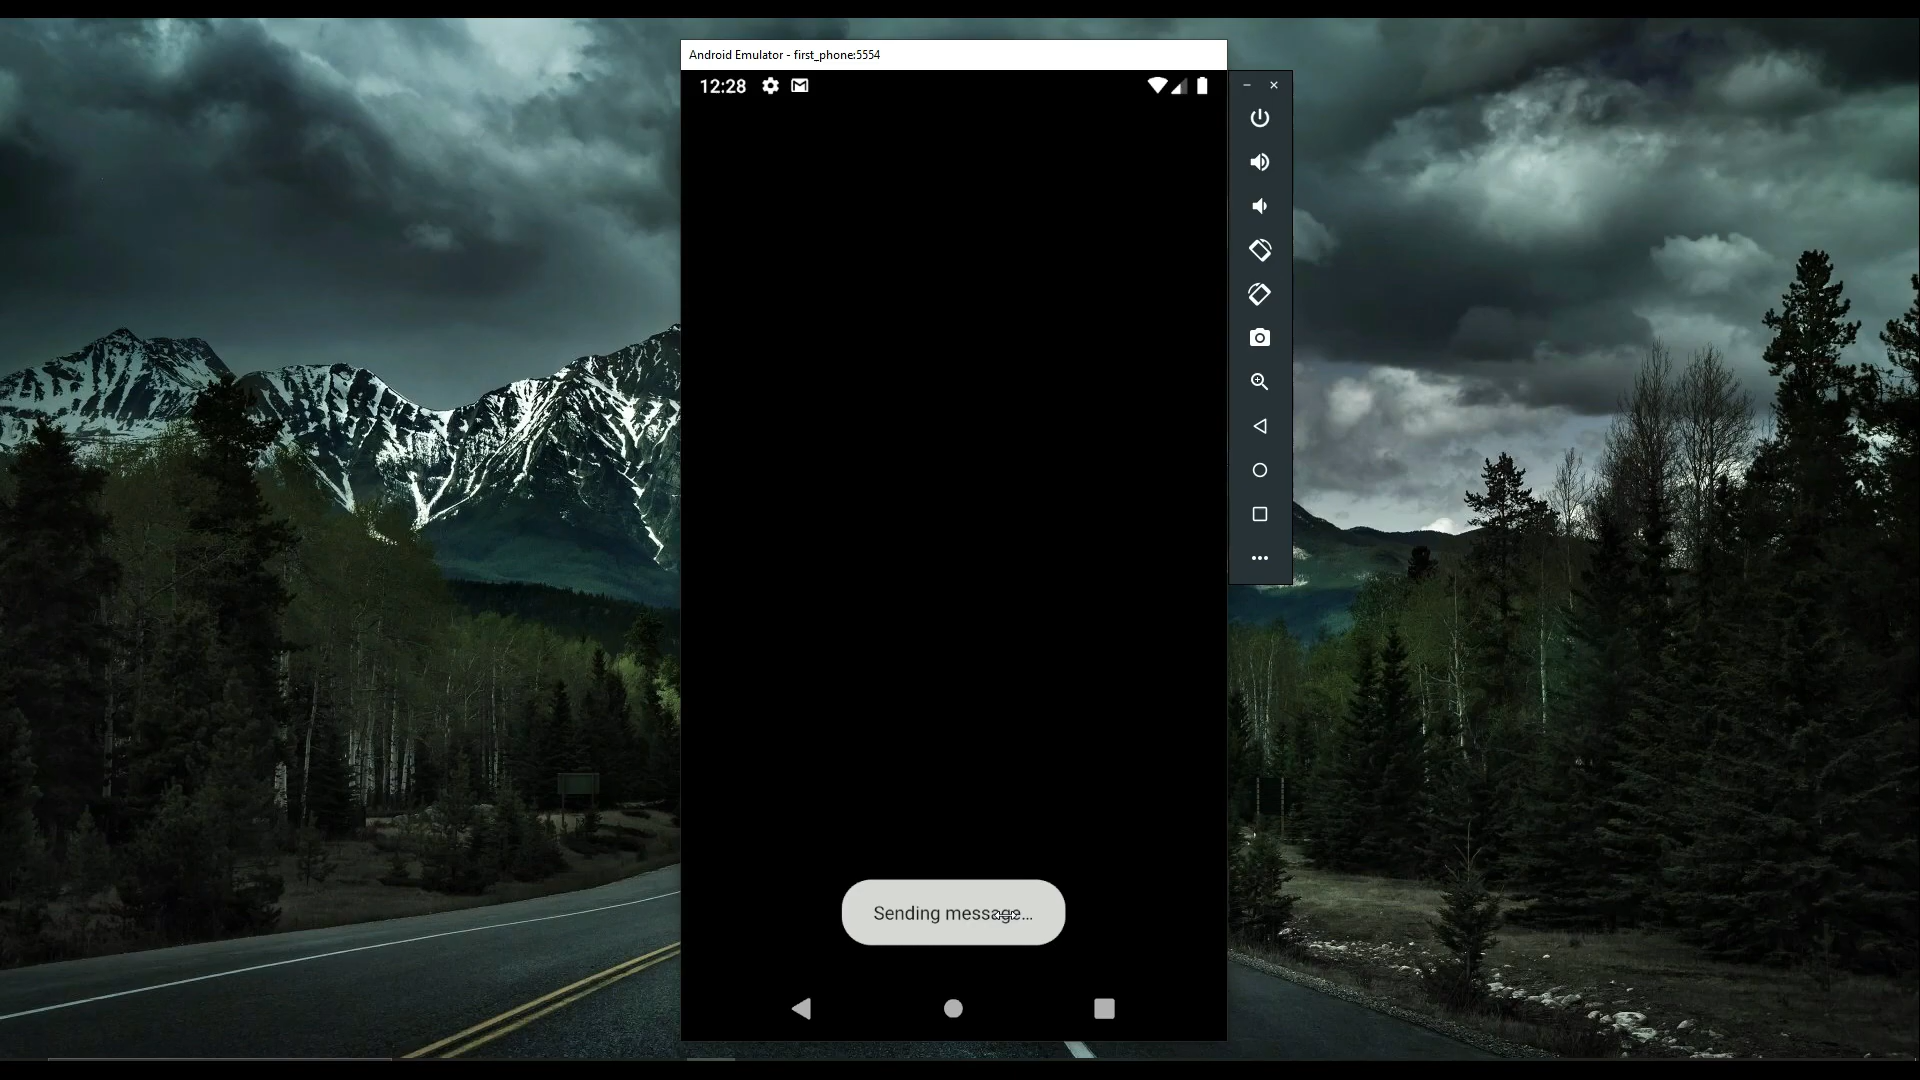 Android Emulator - first_phone:5554
12:28
Sending message...